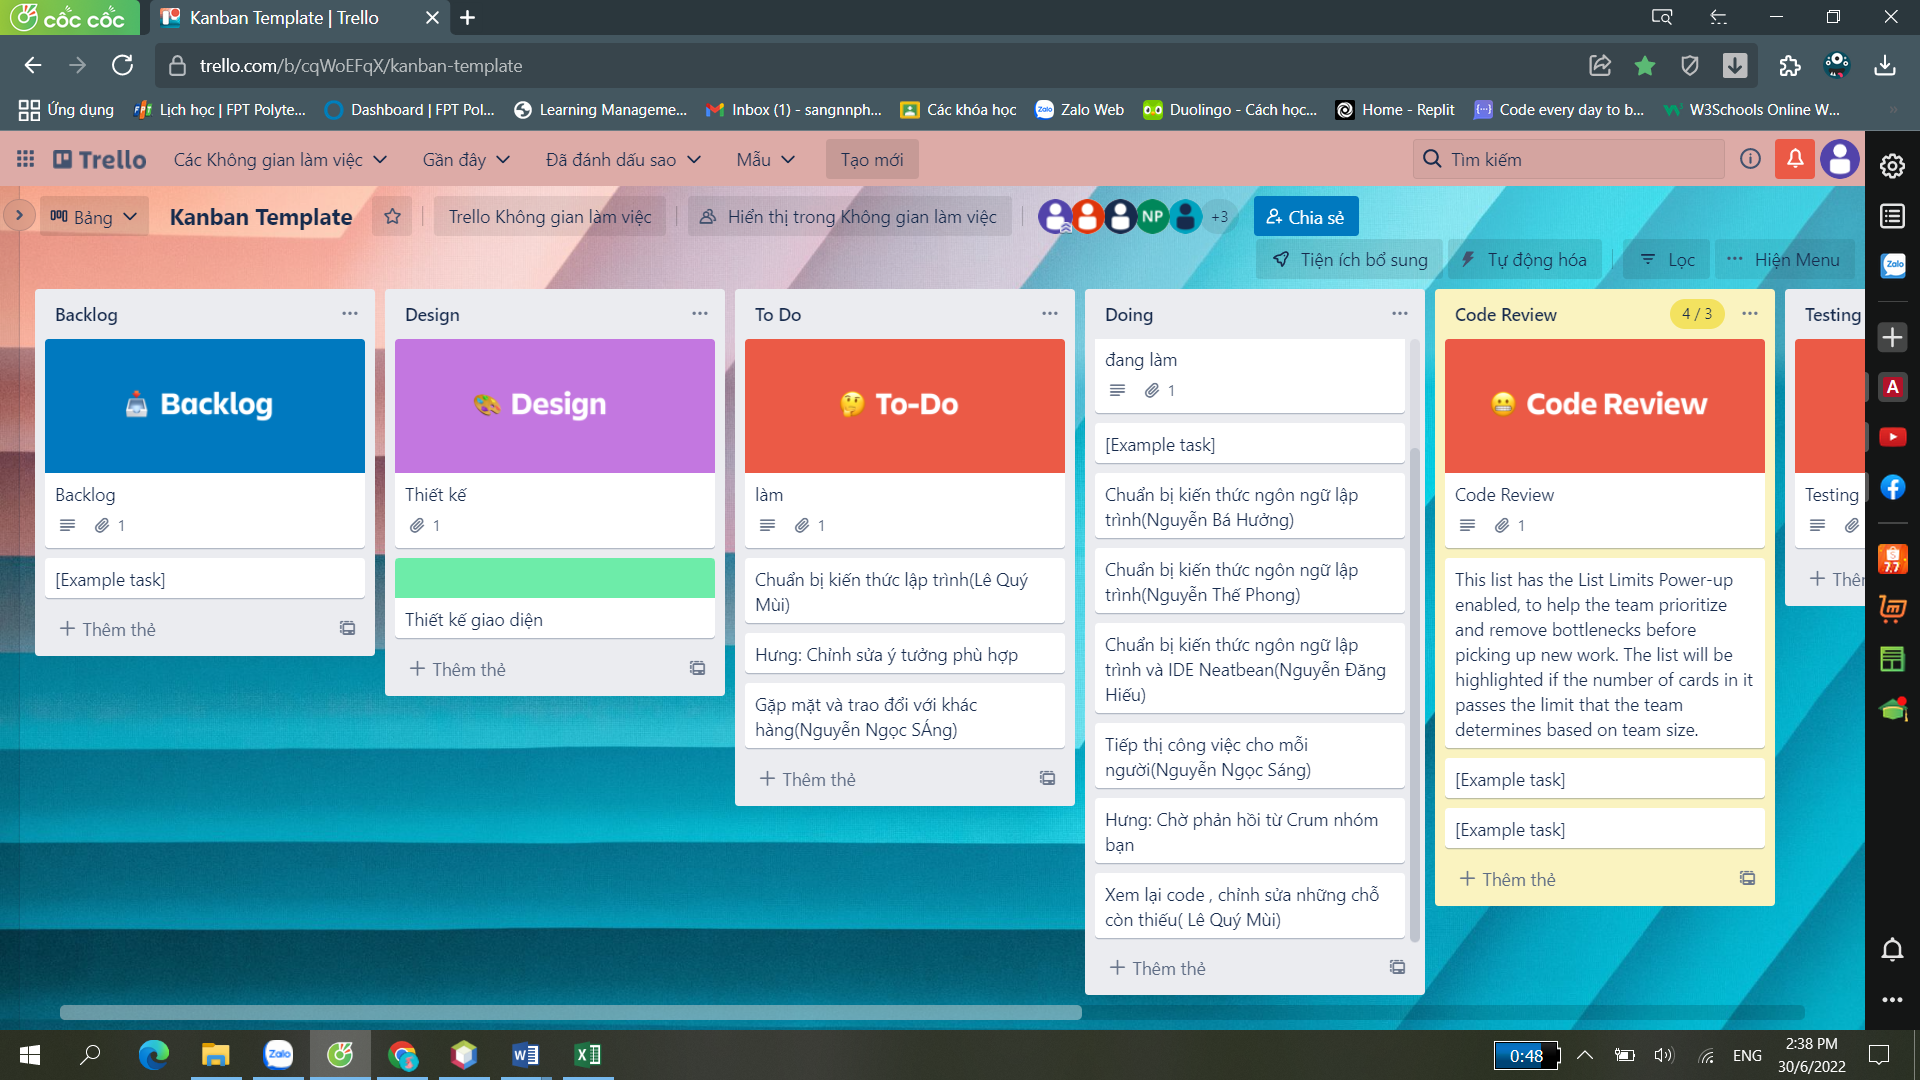 cốc cốc
Kanban Template | Trello
trello.com/b/cqWoEFqX/kanban-template
Ứng dụng
Lịch học | FPT Polyte...
Dashboard | FPT Pol...
Learning Manageme...
Inbox (1) - sangnnph...
Các khóa học
Zalo Web
Duolingo - Cách học...
Home - Replit
Code every day to b...
W3Schools Online W...
Trello
Các Không gian làm việc
Gần đây
Đã đánh dấu sao
Mẫu
Tạo mới
Tìm kiếm
Bảng
Kanban Template
Trello Không gian làm việc
Hiển thị trong Không gian làm việc
NP
+3
Chia sẻ
Tiện ích bổ sung
Tự động hóa
Lọc
Hiện Menu
Backlog
Backlog
Backlog
1
[Example task]
Thêm thẻ
Design
Design
Thiết kế
1
Thiết kế giao diện
Thêm thẻ
To Do
To-Do
làm
1
Chuẩn bị kiến thức lập trình(Lê Quý
Mùi)
Hưng: Chỉnh sửa ý tưởng phù hợp
Gặp mặt và trao đổi với khác
hàng(Nguyễn Ngọc SÁng)
Thêm thẻ
Doing
đang làm
1
[Example task]
Chuẩn bị kiến thức ngôn ngữ lập
trình(Nguyễn Bá Hưởng)
Chuẩn bị kiến thức ngôn ngữ lập
trình(Nguyễn Thế Phong)
Chuẩn bị kiến thức ngôn ngữ lập
trình và IDE Neatbean(Nguyễn Đăng
Hiếu)
Tiếp thị công việc cho mỗi
người(Nguyễn Ngọc Sáng)
Hưng: Chờ phản hồi từ Crum nhóm
bạn
Xem lại code , chỉnh sửa những chỗ
còn thiếu( Lê Quý Mùi)
Thêm thẻ
Code Review
4 / 3
Code Review
Code Review
1
This list has the List Limits Power-up
enabled, to help the team prioritize
and remove bottlenecks before
picking up new work. The list will be
highlighted if the number of cards in it
passes the limit that the team
determines based on team size.
[Example task]
[Example task]
Thêm thẻ
Testing
Testing
Thê
Zalo
A
7.7
Zalo
0:48
ENG
2:38 PM
30/6/2022